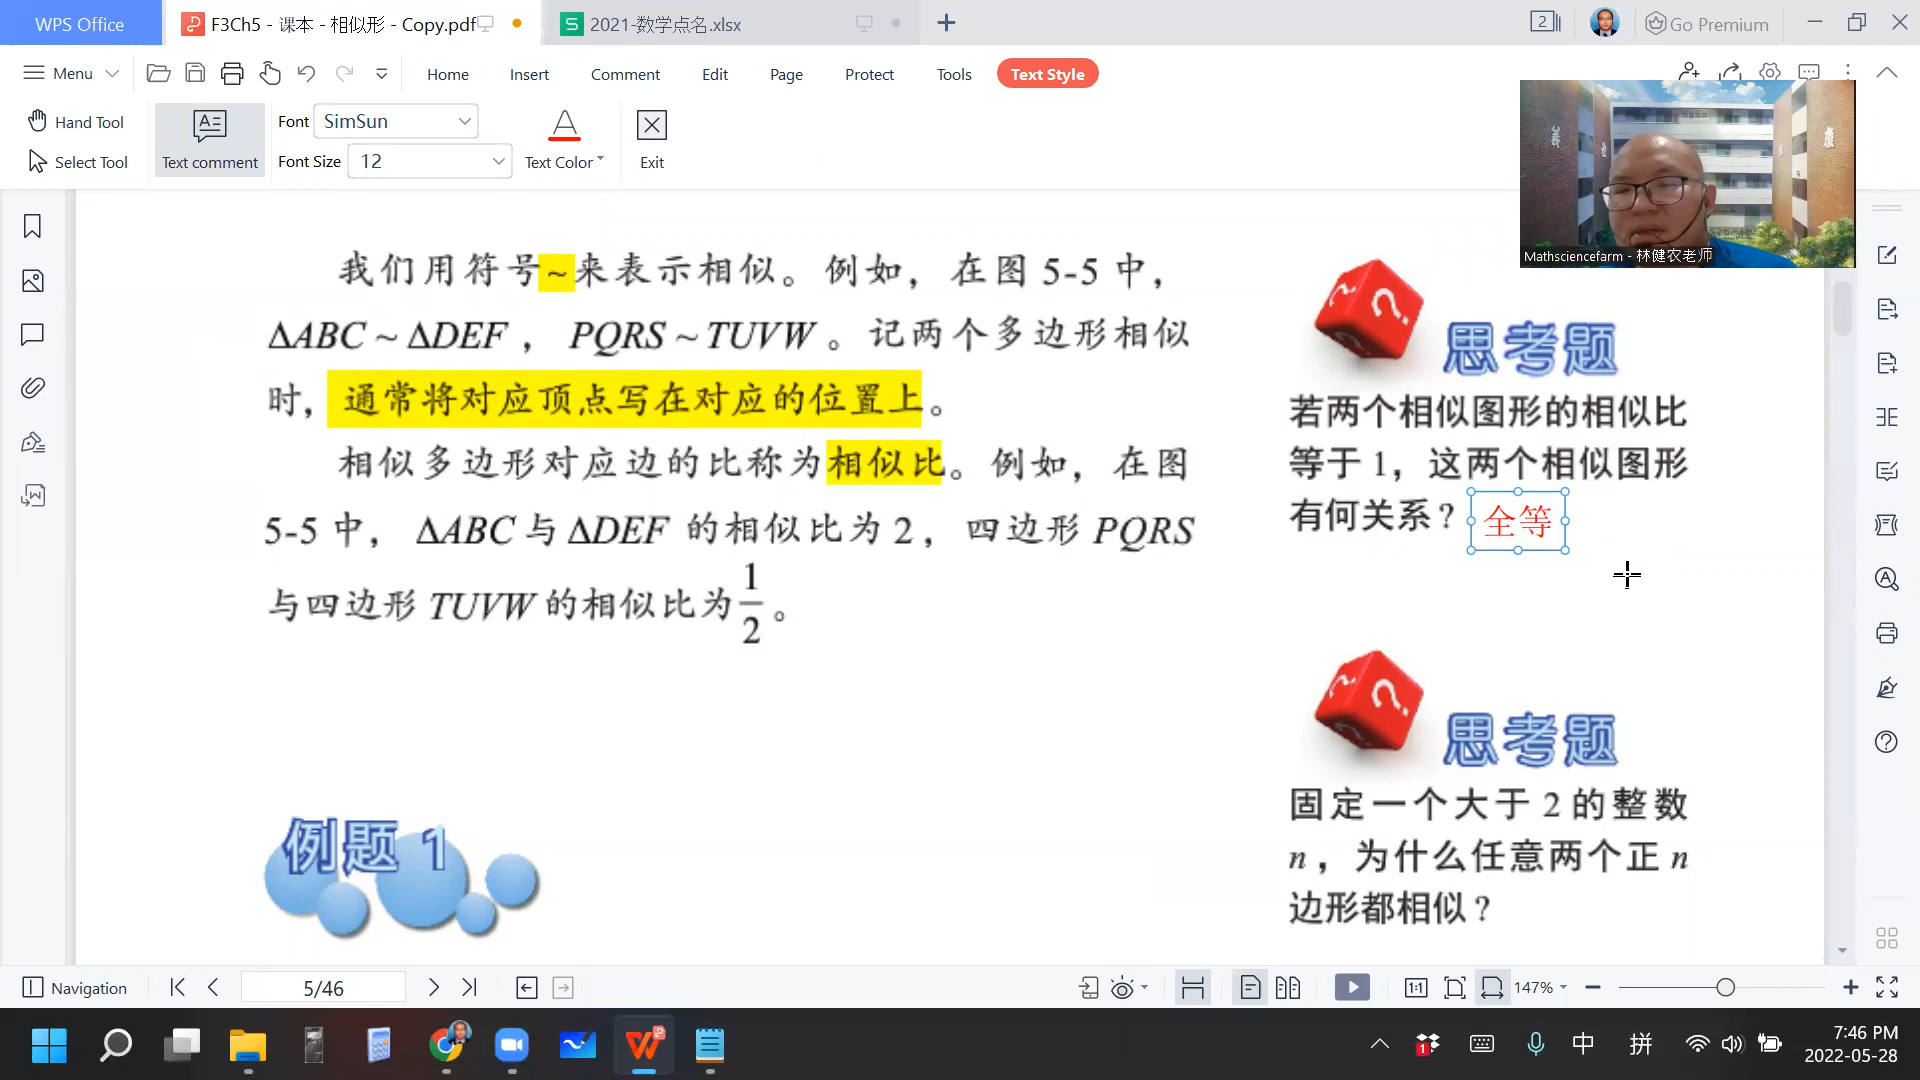 WPS Office
F3Ch5 - 课本 - 相似形 - Copy.pdf
2021-数学点名.xlsx
2
Go Premium
Menu
Home
Insert
Comment
Edit
Page
Protect
Tools
Text Style
Hand Tool
Select Tool
Text comment
Font
SimSun
Font Size
12
Text Color
Exit
Mathsciencefarm - 林健农老师
我们用符号~来表示相似。例如，在图 5-5 中，
ΔABC ~ ΔDEF ， PQRS ~ TUVW 。记两个多边形相似
时，通常将对应顶点写在对应的位置上。
相似多边形对应边的比称为相似比。例如，在图
5-5 中， ΔABC 与 ΔDEF 的相似比为 2 ，四边形 PQRS
与四边形 TUVW 的相似比为 1/2 。
例题 1
思考题
若两个相似图形的相似比
等于 1，这两个相似图形
有何关系？ 全等
思考题
固定一个大于 2 的整数
n ，为什么任意两个正 n
边形都相似？
Navigation
5/46
1:1
147%
1
中
拼
7:46 PM
2022-05-28